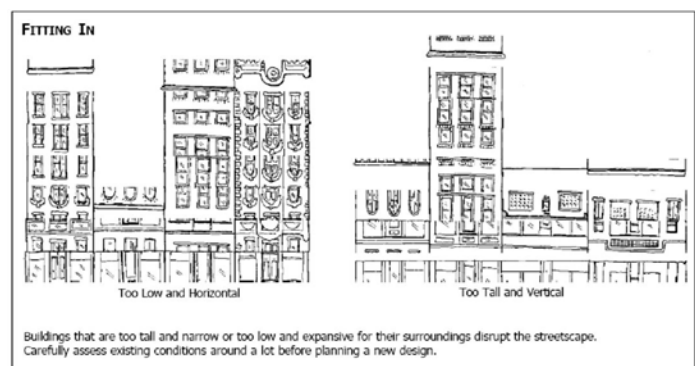 FITTING IN
Too Low and Horizontal
Too Tall and Vertical
Buildings that are too tall and narrow or too low and expansive for their surroundings disrupt the streetscape.
Carefully assess existing conditions around a lot before planning a new design.